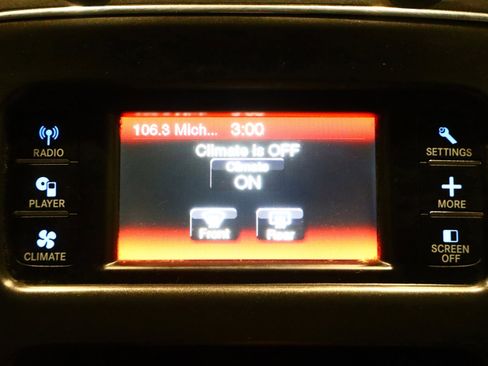 106.3 Mich... 3:00
Climate is OFF
Climate
ON
Front Rear
RADIO
PLAYER
CLIMATE
SETTINGS
MORE
SCREEN
OFF